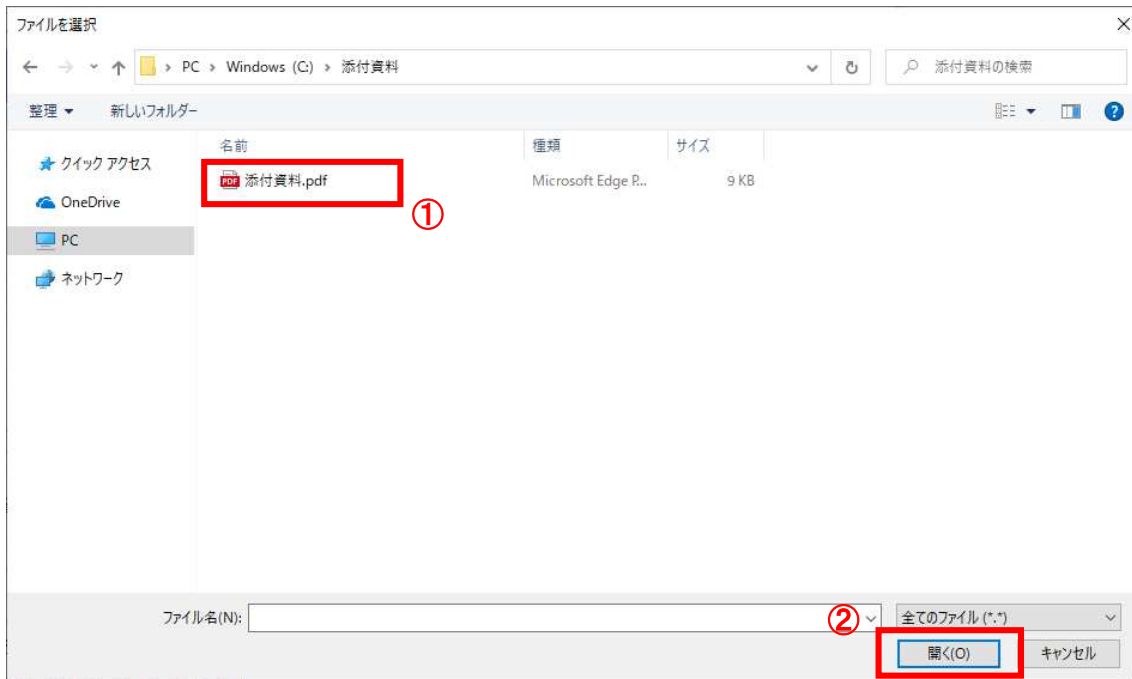 ファイルを選択
PC › Windows (C:) › 添付資料
添付資料の検索
整理
新しいフォルダー
名前
種類
サイズ
クイック アクセス
PDF 添付資料.pdf
Microsoft Edge P...
9 KB
①
OneDrive
PC
ネットワーク
ファイル名(N):
②
全てのファイル (*.*)
開く(O)
キャンセル